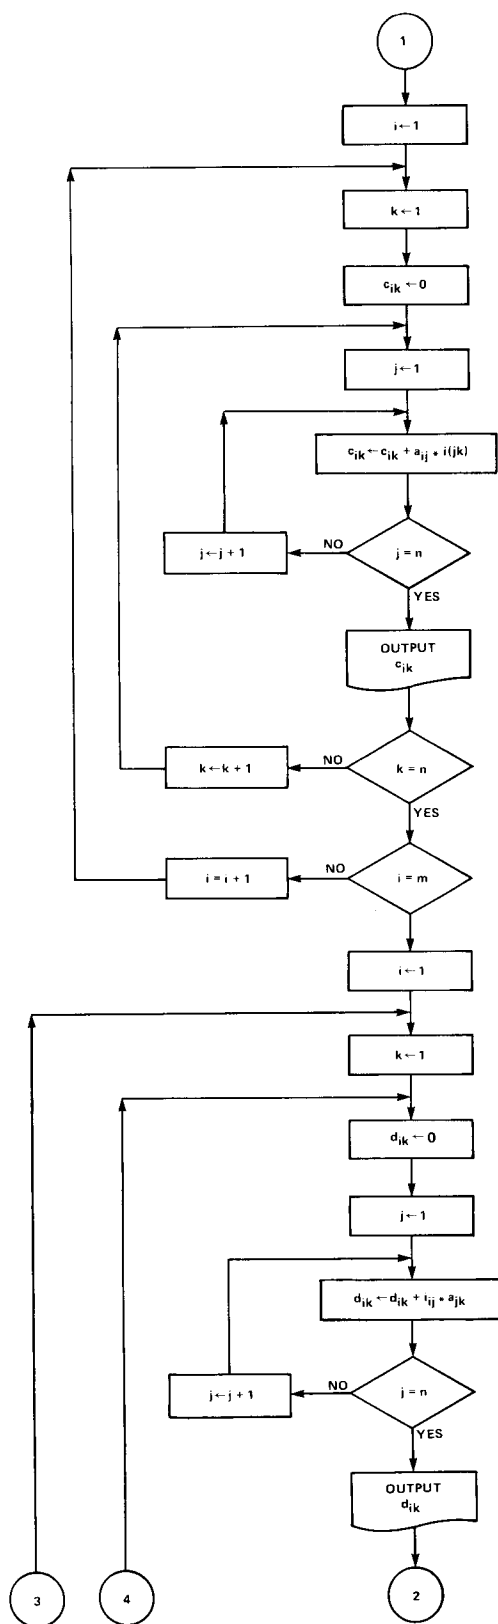 1
i ← 1
k ← 1
c_ik ← 0
j ← 1
c_ik ← c_ik + a_ij * i(jk)
j ← j + 1
NO
j = n
YES
OUTPUT
c_ik
k ← k + 1
NO
k = n
YES
i = i + 1
NO
i = m
i ← 1
k ← 1
d_ik ← 0
j ← 1
d_ik ← d_ik + ı_ij * a_jk
j ← j + 1
NO
j = n
YES
OUTPUT
d_ik
3
4
2